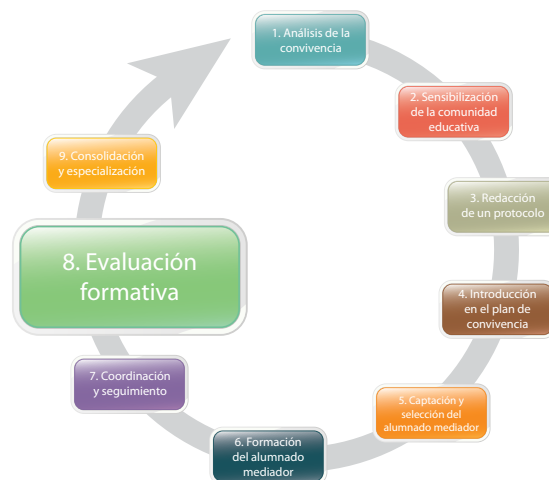 1. Análisis de la
convivencia
2. Sensibilización
de la comunidad
educativa
3. Redacción
de un protocolo
4. Introducción
en el plan de
convivencia
5. Captación y
selección del
alumnado mediador
6. Formación
del alumnado
mediador
7. Coordinación
y seguimiento
8. Evaluación
formativa
9. Consolidación
y especialización